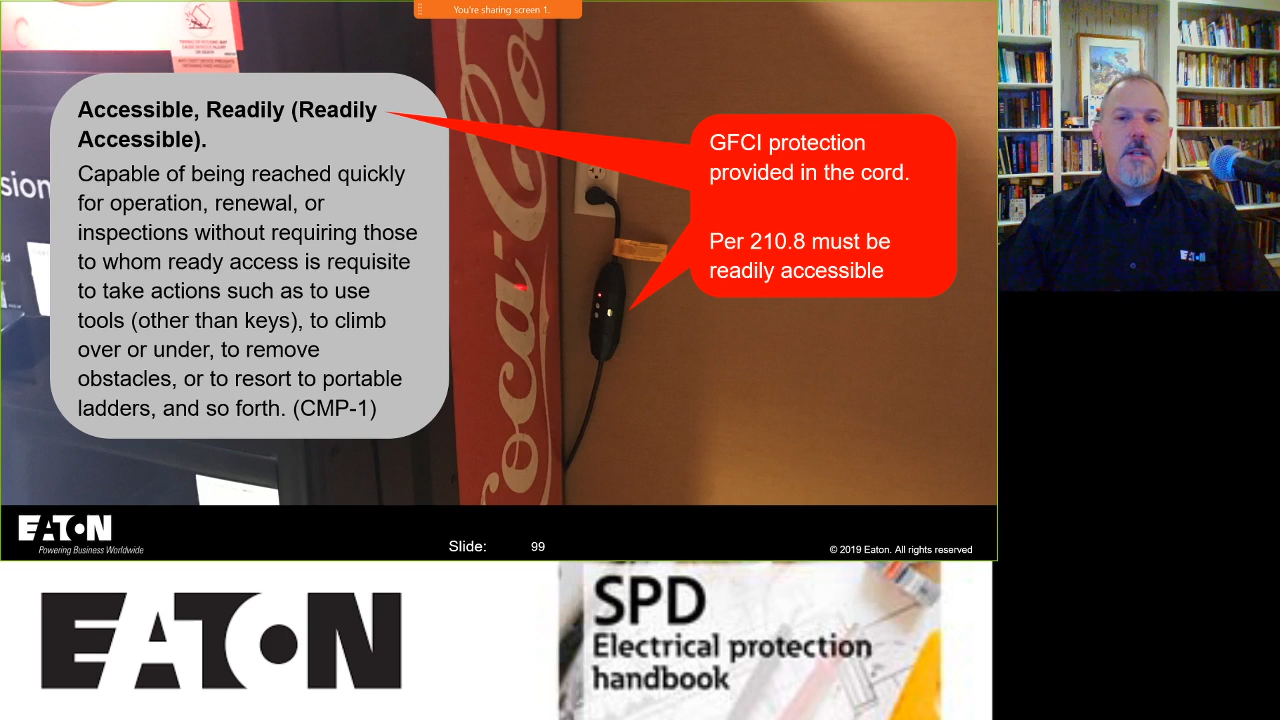 You're sharing screen 1.
Accessible, Readily (Readily
Accessible).
Capable of being reached quickly
for operation, renewal, or
inspections without requiring those
to whom ready access is requisite
to take actions such as to use
tools (other than keys), to climb
over or under, to remove
obstacles, or to resort to portable
ladders, and so forth. (CMP-1)
GFCI protection
provided in the cord.
Per 210.8 must be
readily accessible
Coca-Co
sion
EATON
Powering Business Worldwide
Slide: 99
© 2019 Eaton. All rights reserved
EATON
SPD
Electrical protection
handbook
EATON